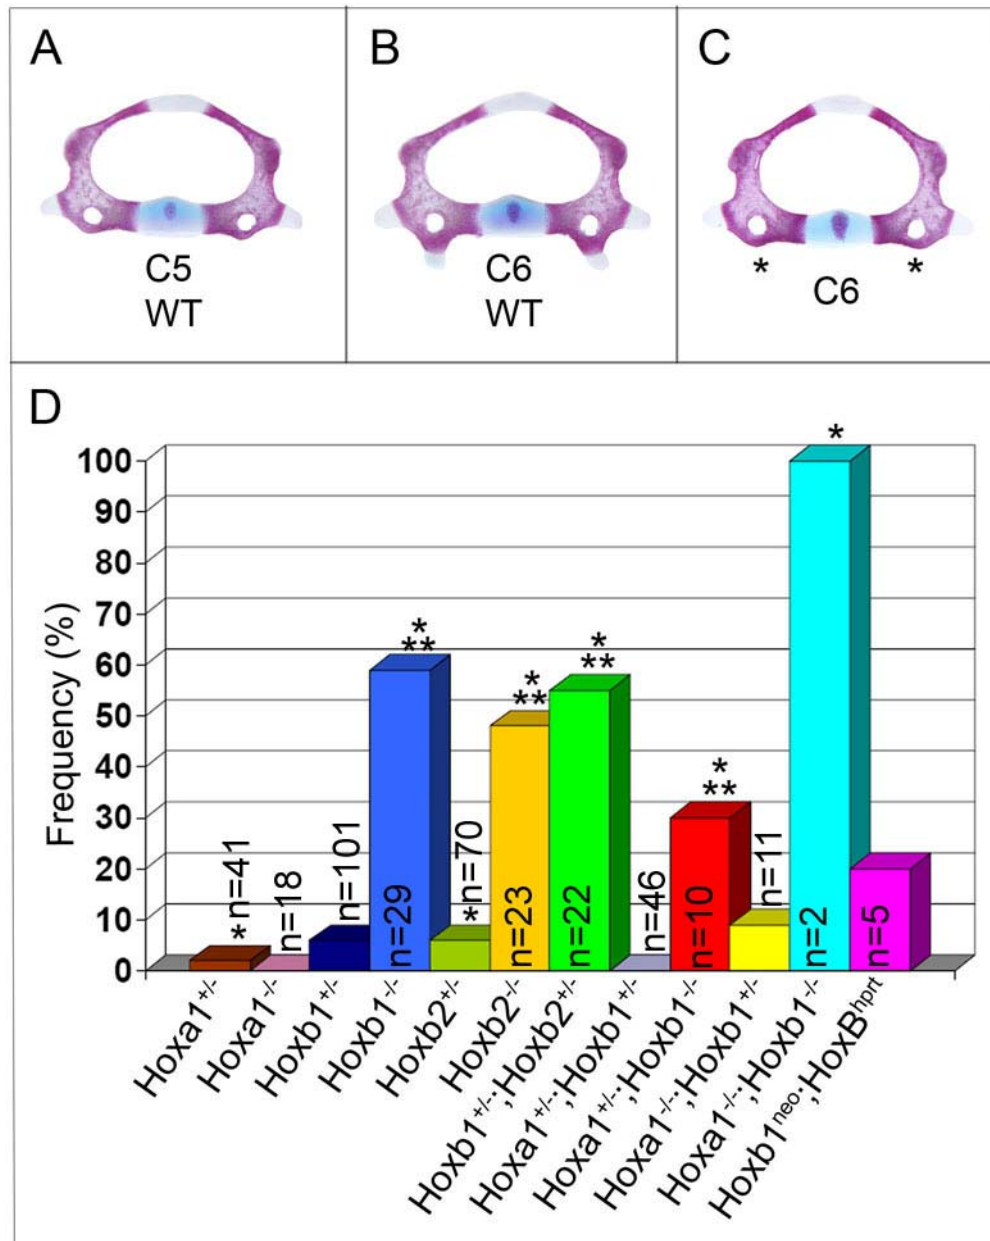 A
B
C
C5
WT
C6
WT
* *
C6
D
Frequency (%)
100
90
80
70
60
50
40
30
20
10
0
*n=41
n=18
n=101
n=29
***
*n=70
n=23
***
n=22
***
n=46
n=10
***
n=11
n=2
*
n=5
Hoxa1+/-
Hoxa1-/-
Hoxb1+/-
Hoxb1-/-
Hoxb2+/-
Hoxb2-/-
Hoxb1+/-;Hoxb2+/-
Hoxa1+/-;Hoxb1+/-
Hoxa1+/-;Hoxb1-/-
Hoxa1-/-;Hoxb1+/-
Hoxa1-/-;Hoxb1-/-
Hoxb1neo;HoxBhprt